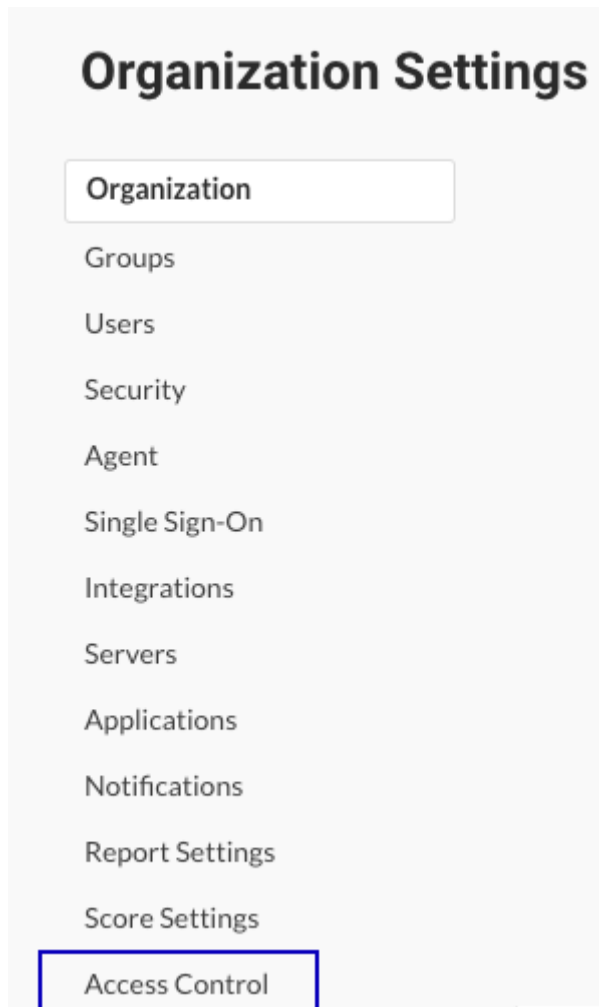 Organization Settings
Organization
Groups
Users
Security
Agent
Single Sign-On
Integrations
Servers
Applications
Notifications
Report Settings
Score Settings
Access Control